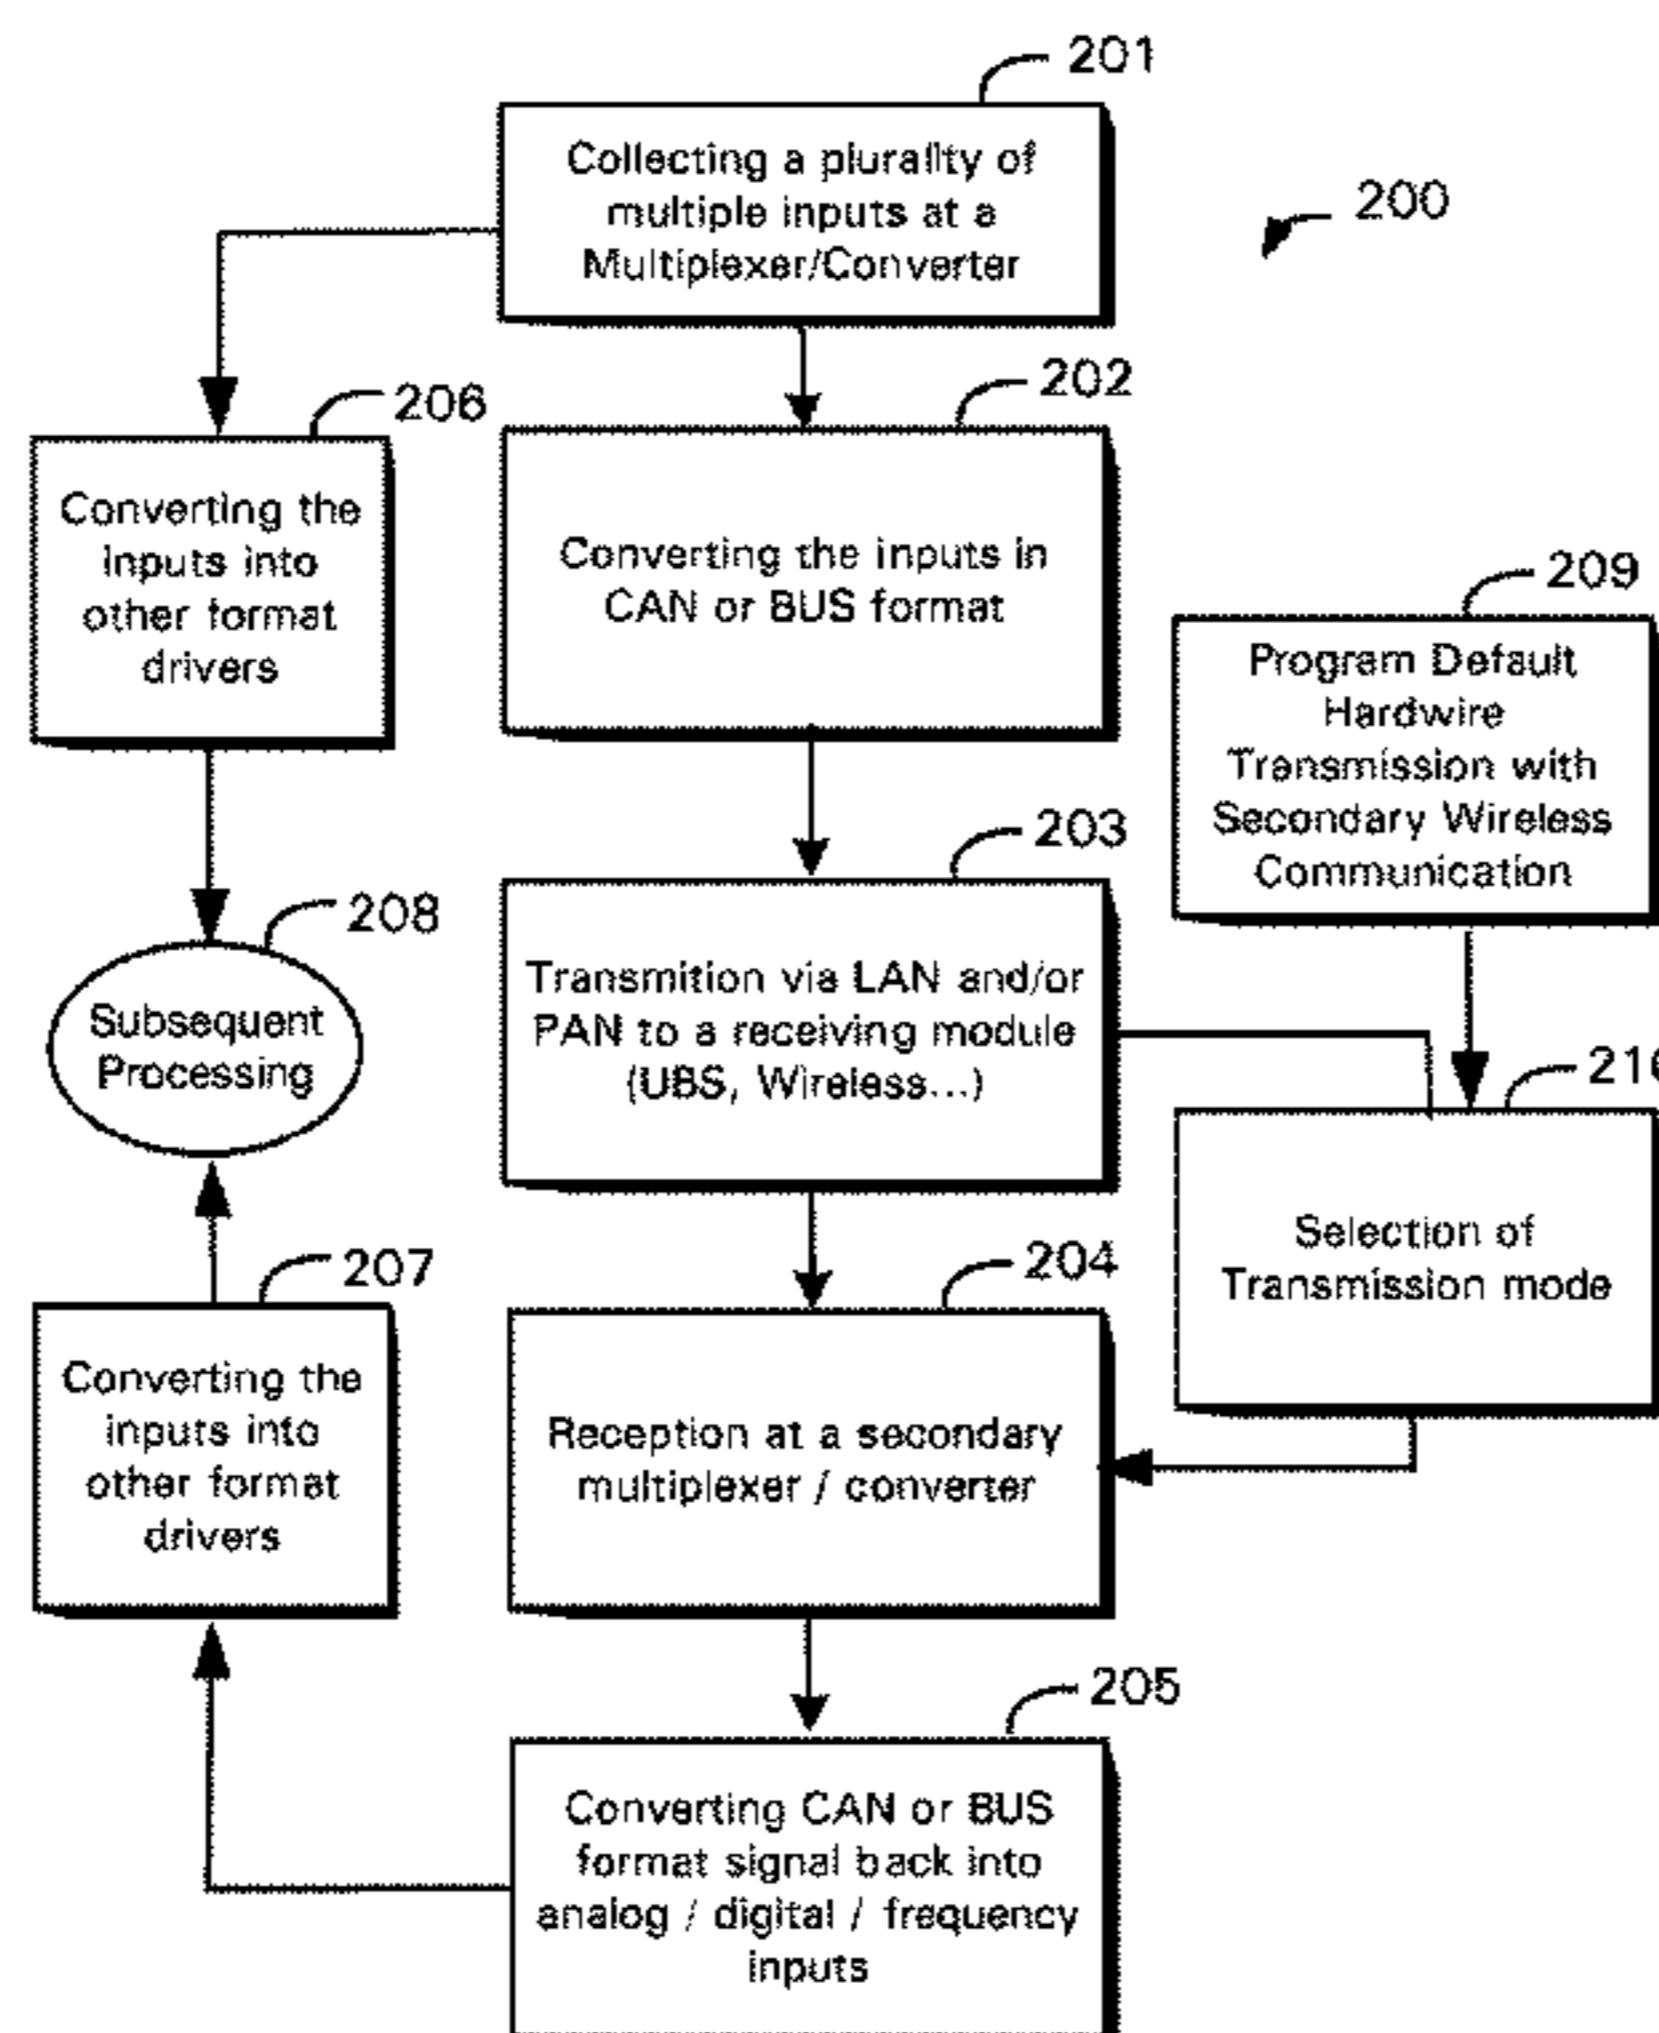 201
Collecting a plurality of
multiple inputs at a
Multiplexer/Converter
200
206
Converting the
inputs into
other format
drivers
202
Converting the inputs in
CAN or BUS format
209
Program Default
Hardwire
Transmission with
Secondary Wireless
Communication
203
Transmition via LAN and/or
PAN to a receiving module
(UBS, Wireless...)
208
Subsequent
Processing
210
Selection of
Transmission mode
204
Reception at a secondary
multiplexer / converter
207
Converting the
inputs into
other format
drivers
205
Converting CAN or BUS
format signal back into
analog / digital / frequency
inputs